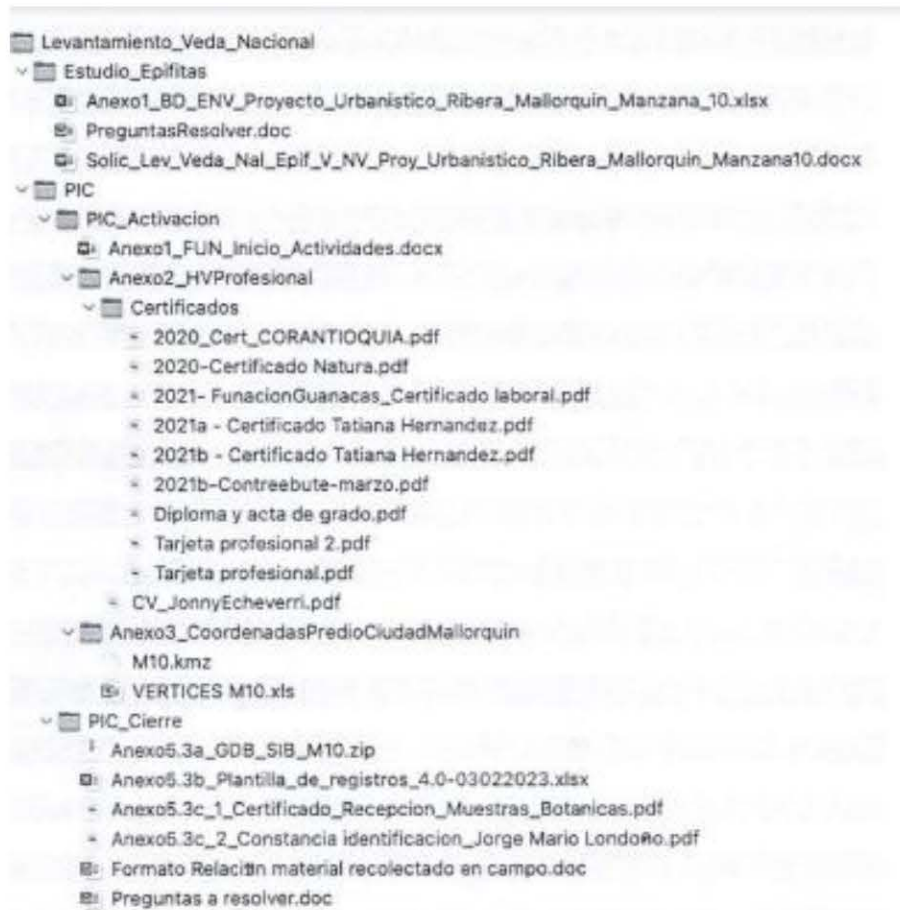 Levantamiento_Veda_Nacional
Estudio_Epifitas
Anexo1_BD_ENV_Proyecto_Urbanistico_Ribera_Mallorquin_Manzana_10.xlsx
PreguntasResolver.doc
Solic_Lev_Veda_Nal_Epif_V_NV_Proy_Urbanistico_Ribera_Mallorquin_Manzana10.docx
PIC
PIC_Activacion
Anexo1_FUN_Inicio_Actividades.docx
Anexo2_HVProfesional
Certificados
2020_Cert_CORANTIOQUIA.pdf
2020-Certificado Natura.pdf
2021- FunacionGuanacas_Certificado laboral.pdf
2021a - Certificado Tatiana Hernandez.pdf
2021b - Certificado Tatiana Hernandez.pdf
2021b-Contreebute-marzo.pdf
Diploma y acta de grado.pdf
Tarjeta profesional 2.pdf
Tarjeta profesional.pdf
CV_JonnyEcheverri.pdf
Anexo3_CoordenadasPredioCiudadMallorquin
M10.kmz
VERTICES M10.xls
PIC_Cierre
Anexo5.3a_GDB_SIB_M10.zip
Anexo5.3b_Plantilla_de_registros_4.0-03022023.xlsx
Anexo5.3c_1_Certificado_Recepcion_Muestras_Botanicas.pdf
Anexo5.3c_2_Constancia identificacion_Jorge Mario Londoño.pdf
Formato material recolectado en campo.doc
Preguntas a resolver.doc